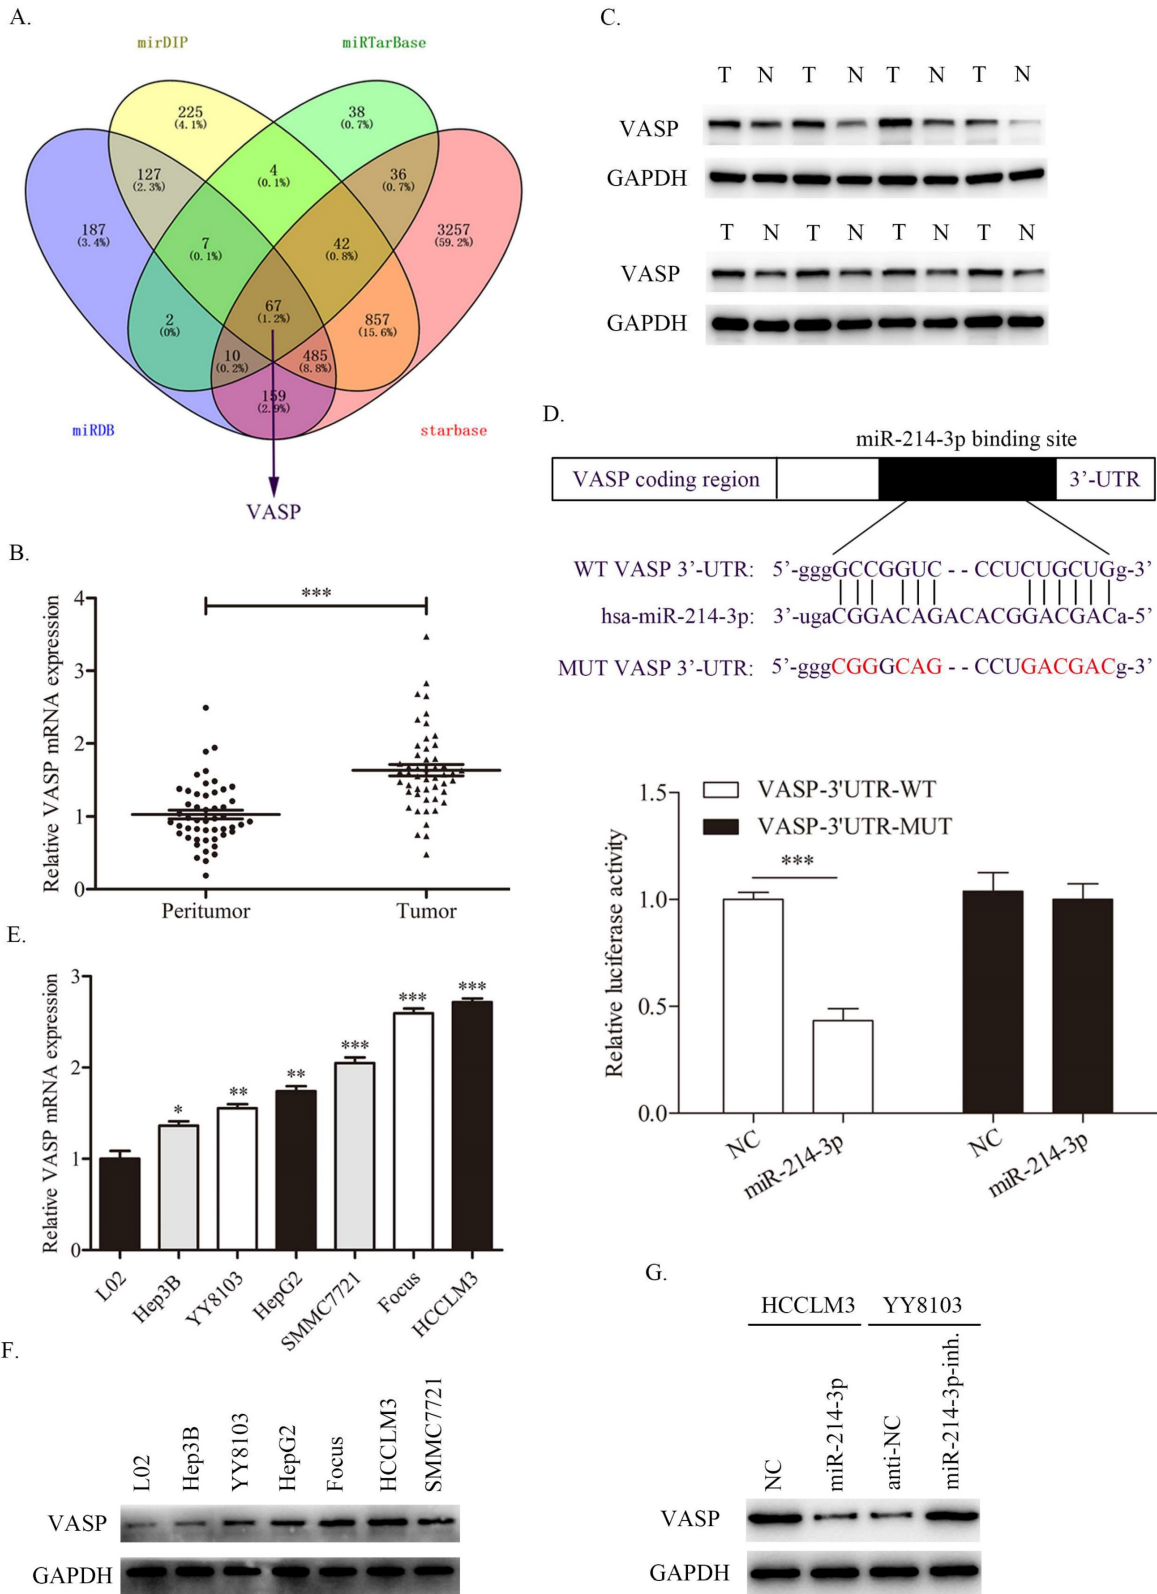 A.
mirDIP
miRTarBase
225
(4.1%)
38
(0.7%)
127
(2.3%)
4
(0.1%)
36
(0.7%)
187
(3.4%)
7
(0.1%)
42
(0.8%)
3257
(59.2%)
67
(1.2%)
2
(0%)
857
(15.6%)
10
(0.2%)
485
(8.8%)
159
(2.9%)
miRDB
starbase
VASP
B.
Relative VASP mRNA expression
4
3
2
1
0
***
Peritumor
Tumor
C.
T N T N T N T N
VASP
GAPDH
T N T N T N T N
VASP
GAPDH
D.
miR-214-3p binding site
VASP coding region
3'-UTR
WT VASP 3'-UTR: 5'-gggGCCGGUC - - CCUCUGCUGg-3'
hsa-miR-214-3p: 3'-ugaCGGACAGACACGGACGACa-5'
MUT VASP 3'-UTR: 5'-gggCGGGCAG - - CCUGACGACg-3'
VASP-3'UTR-WT
VASP-3'UTR-MUT
Relative luciferase activity
1.5
1.0
0.5
0.0
***
NC
miR-214-3p
NC
miR-214-3p
E.
Relative VASP mRNA expression
3
2
1
0
*
**
**
***
***
***
L02
Hep3B
YY8103
HepG2
SMMC7721
Focus
HCCLM3
F.
L02
Hep3B
YY8103
HepG2
Focus
HCCLM3
SMMC7721
VASP
GAPDH
G.
HCCLM3
YY8103
NC
miR-214-3p
anti-NC
miR-214-3p-inh.
VASP
GAPDH